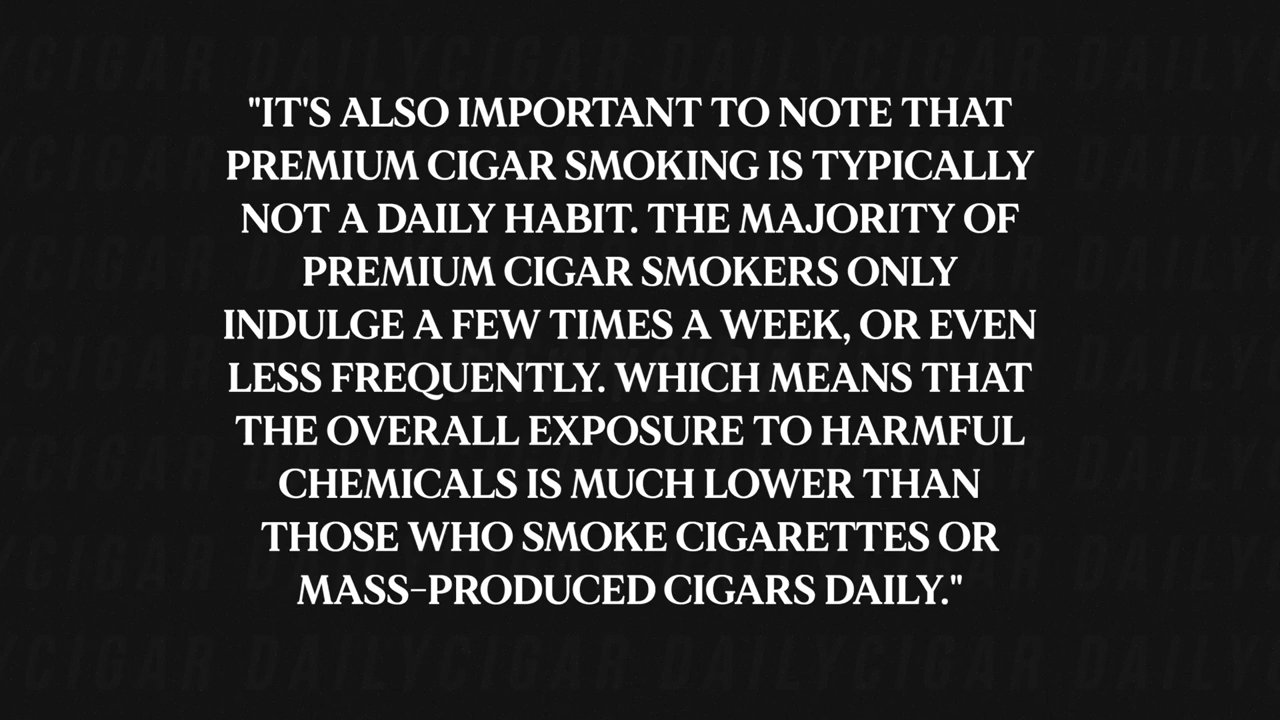 "IT'S ALSO IMPORTANT TO NOTE THAT
PREMIUM CIGAR SMOKING IS TYPICALLY
NOT A DAILY HABIT. THE MAJORITY OF
PREMIUM CIGAR SMOKERS ONLY
INDULGE A FEW TIMES A WEEK, OR EVEN
LESS FREQUENTLY. WHICH MEANS THAT
THE OVERALL EXPOSURE TO HARMFUL
CHEMICALS IS MUCH LOWER THAN
THOSE WHO SMOKE CIGARETTES OR
MASS-PRODUCED CIGARS DAILY."